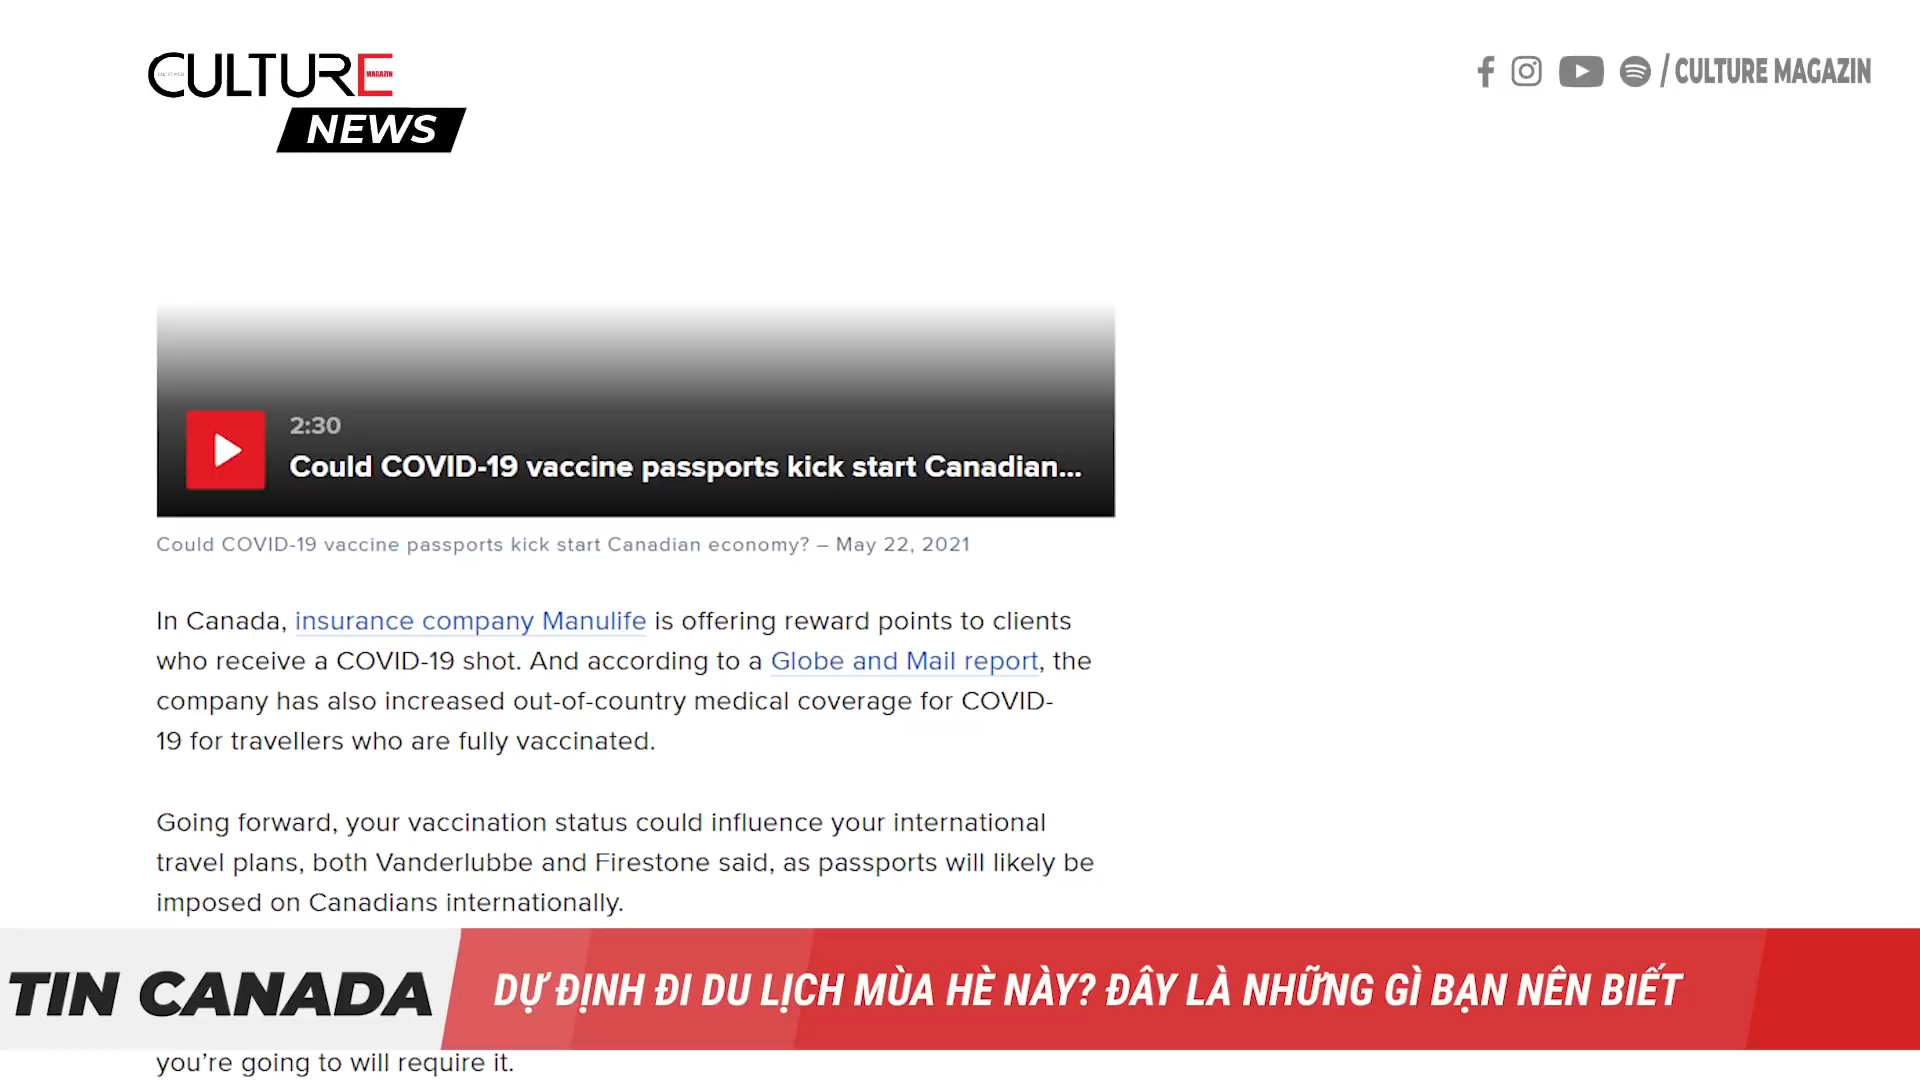 CULTURE
MAGAZIN
NEWS
/ CULTURE MAGAZIN
2:30
Could COVID-19 vaccine passports kick start Canadian...
Could COVID-19 vaccine passports kick start Canadian economy? – May 22, 2021
In Canada, insurance company Manulife is offering reward points to clients
who receive a COVID-19 shot. And according to a Globe and Mail report, the
company has also increased out-of-country medical coverage for COVID-
19 for travellers who are fully vaccinated.
Going forward, your vaccination status could influence your international
travel plans, both Vanderlubbe and Firestone said, as passports will likely be
imposed on Canadians internationally.
TIN CANADA
DỰ ĐỊNH ĐI DU LỊCH MÙA HÈ NÀY? ĐÂY LÀ NHỮNG GÌ BẠN NÊN BIẾT
you’re going to will require it.